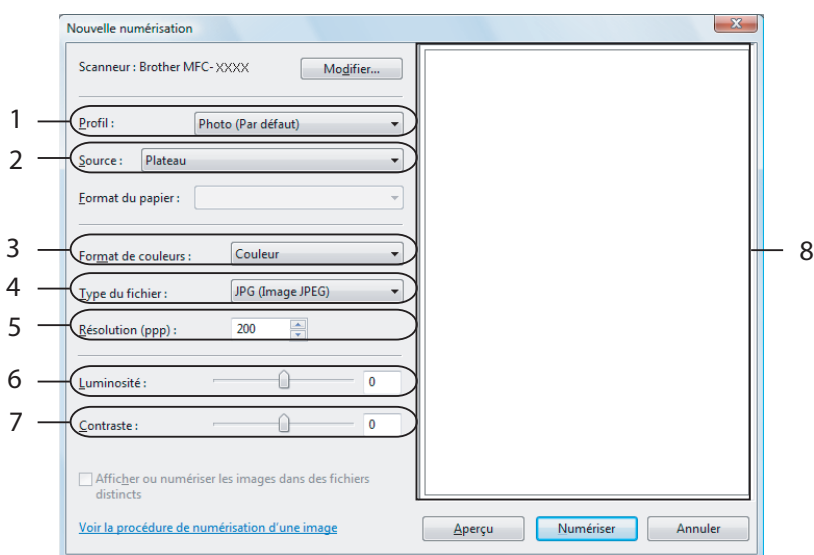 Nouvelle numérisation
Scanneur : Brother MFC-XXXX Modifier...
1 Profil : Photo (Par défaut)
2 Source : Plateau
Format du papier :
3 Format de couleurs : Couleur
8
4 Type du fichier : JPG (Image JPEG)
5 Résolution (ppp) : 200
6 Luminosité : 0
7 Contraste : 0
Afficher ou numériser les images dans des fichiers
distincts
Voir la procédure de numérisation d'une image Aperçu Numériser Annuler